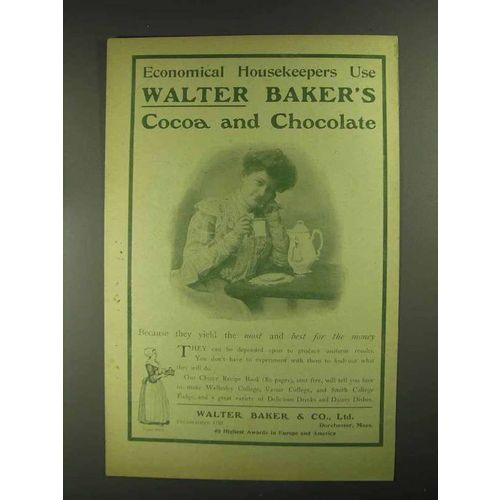 Economical Housekeepers Use
WALTER BAKER'S
Cocoa and Chocolate
Because they yield the most and best for the money
THEY can be depended upon to produce uniform results.
You don't have to experiment with them to find out what
they will do.
Our Choice Recipe Book (80 pages), sent free, will tell you how
to make Wellesley College, Vassar College, and Smith College
Fudge, and a great variety of Delicious Drinks and Dainty Dishes.
WALTER BAKER & CO., Ltd.
Dorchester, Mass.
40 Highest Awards in Europe and America